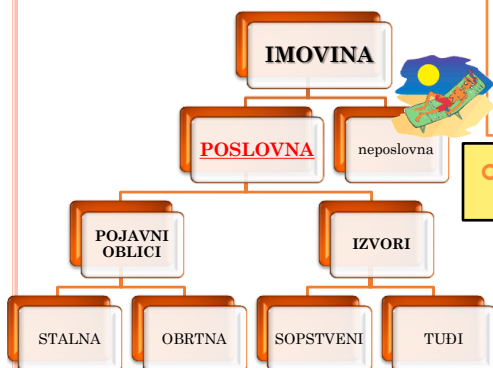 IMOVINA
POSLOVNA
neposlovna
POJAVNI
OBLICI
IZVORI
STALNA
OBRTNA
SOPSTVENI
TUĐI